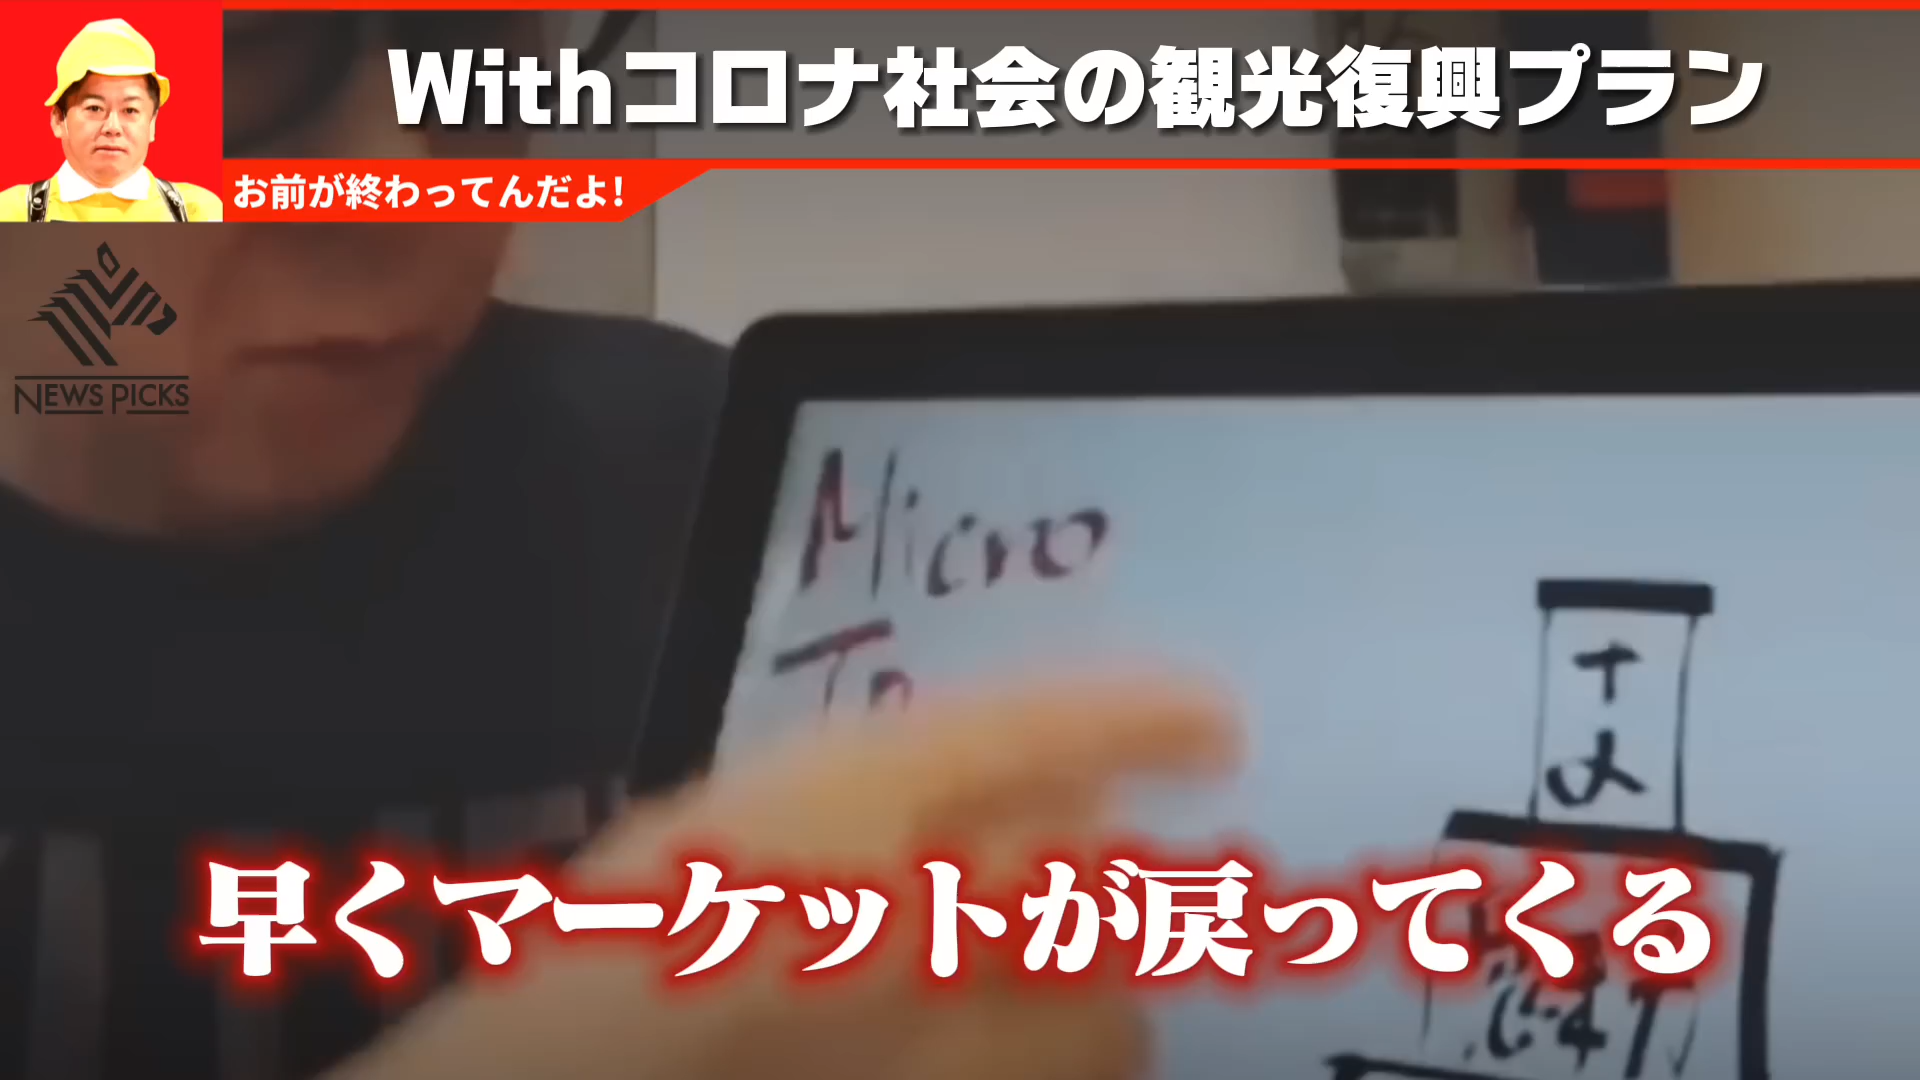 Withコロナ社会の観光復興プラン
お前が終わってんだよ!
NEWS PICKS
Micro
早くマーケットが戻ってくる